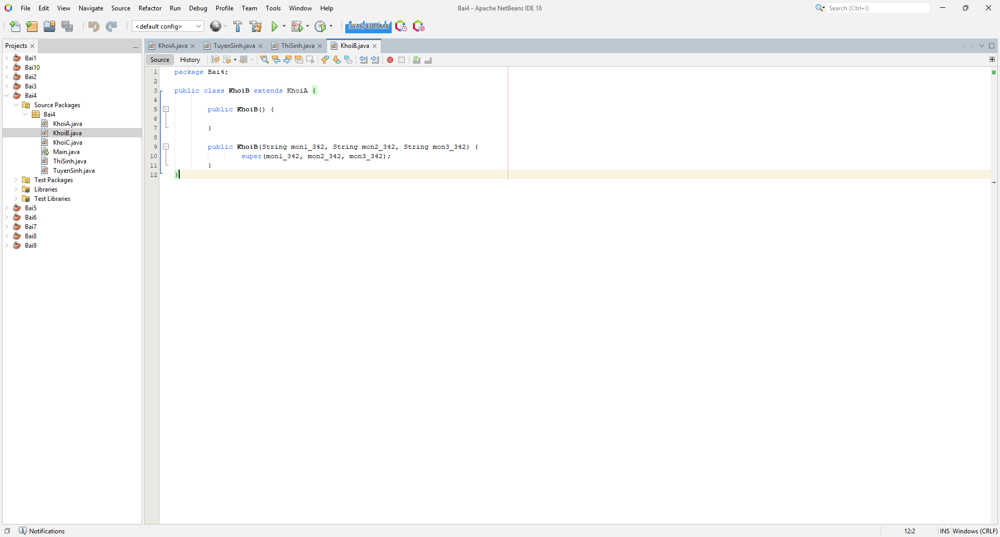 File Edit View Navigate Source Refactor Run Debug Profile Team Tools Window Help
Bai4 - Apache NetBeans IDE 18
Search (Ctrl+I)
<default config>
387.6/438.0MB
Projects
KhoiA.java
TuyenSinh.java
ThiSinh.java
KhoiB.java
Source
History
Bai1
Bai10
Bai2
Bai3
Bai4
Source Packages
Bai4
KhoiA.java
KhoiB.java
KhoiC.java
Main.java
ThiSinh.java
TuyenSinh.java
Test Packages
Libraries
Test Libraries
Bai5
Bai6
Bai7
Bai8
Bai9
1 package Bai4;
2
3 public class KhoiB extends KhoiA {
4
5 public KhoiB() {
6
7 }
8
9 public KhoiB(String mon1_342, String mon2_342, String mon3_342) {
10 super(mon1_342, mon2_342, mon3_342);
11 }
12 }
Notifications
12:2
INS
Windows (CRLF)